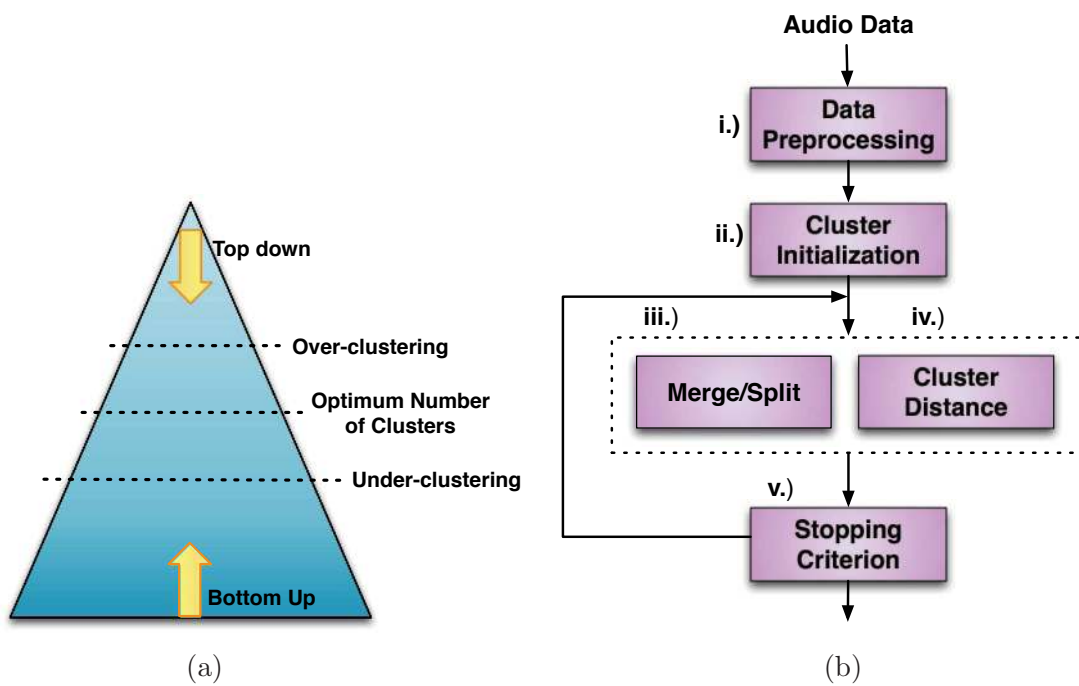 Top down
Over-clustering
Optimum Number
of Clusters
Under-clustering
Bottom Up
(a)
Audio Data
i.)
Data
Preprocessing
ii.)
Cluster
Initialization
iii.)
iv.)
Merge/Split
Cluster
Distance
v.)
Stopping
Criterion
(b)